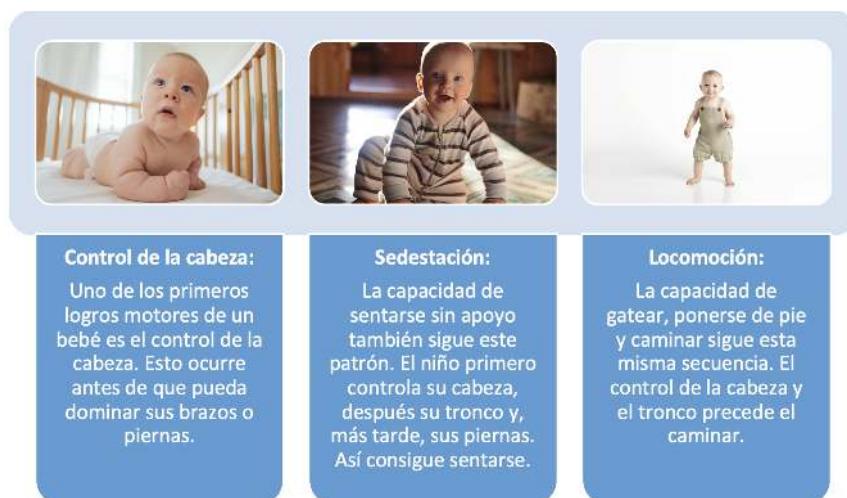 Control de la cabeza:
Uno de los primeros
logros motores de un
bebé es el control de la
cabeza. Esto ocurre
antes de que pueda
dominar sus brazos o
piernas.
Sedestación:
La capacidad de
sentarse sin apoyo
también sigue este
patrón. El niño primero
controla su cabeza,
después su tronco y,
más tarde, sus piernas.
Así consigue sentarse.
Locomoción:
La capacidad de
gatear, ponerse de pie
y caminar sigue esta
misma secuencia. El
control de la cabeza y
el tronco precede el
caminar.